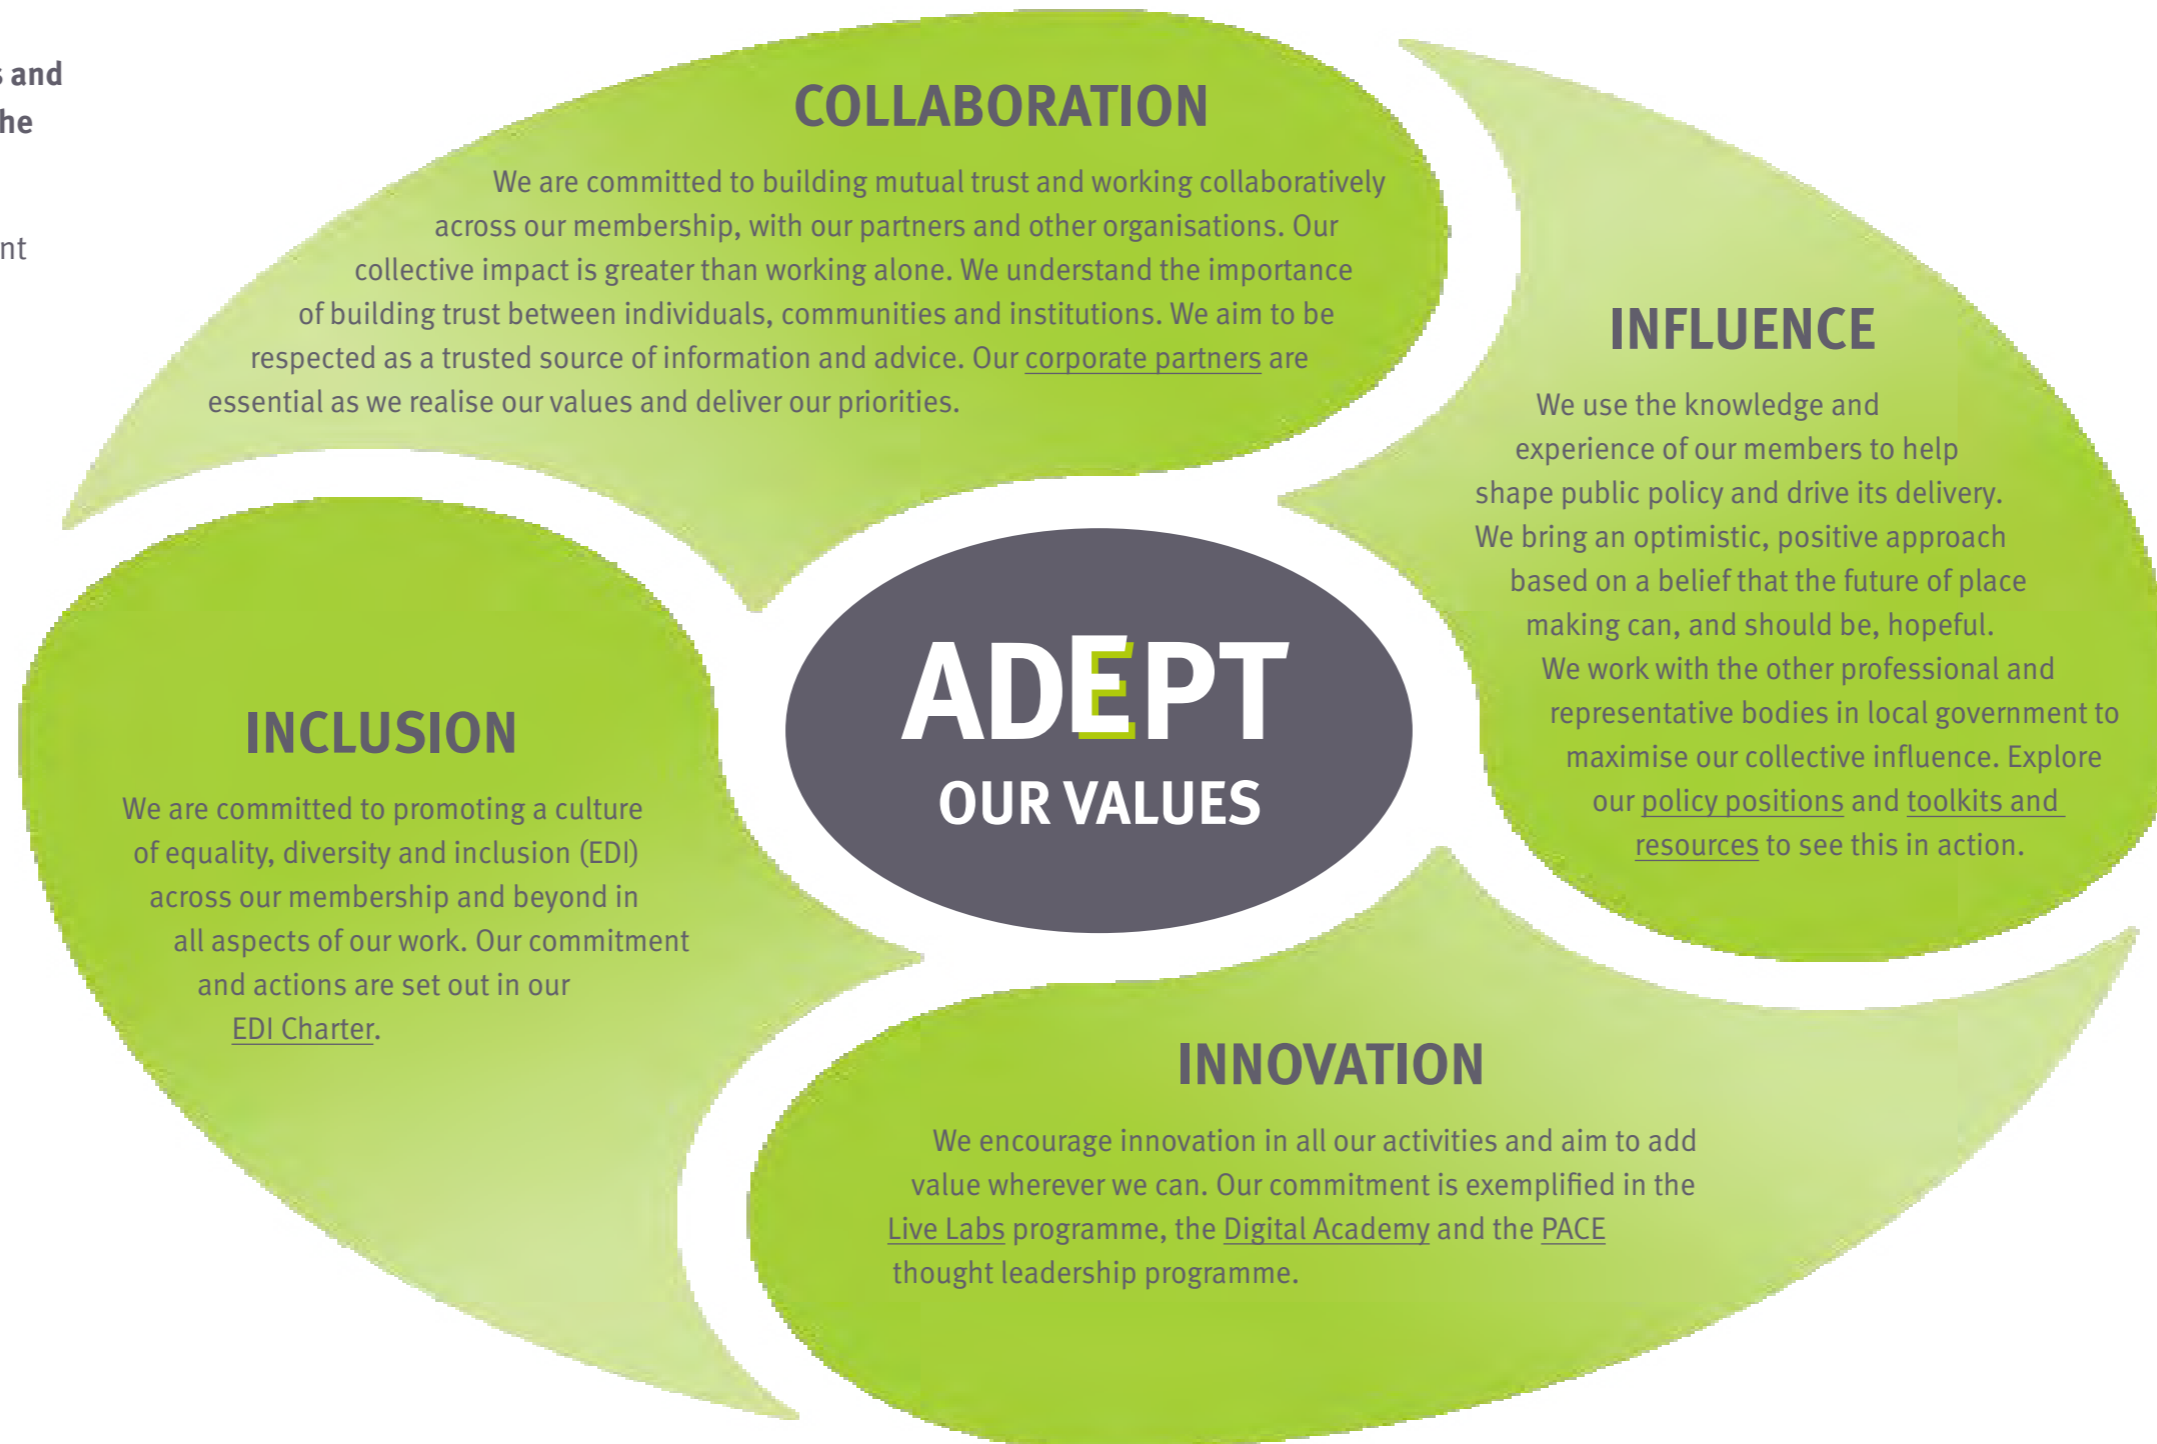 and
he
nt
COLLABORATION
We are committed to building mutual trust and working collaboratively
across our membership, with our partners and other organisations. Our
collective impact is greater than working alone. We understand the importance
of building trust between individuals, communities and institutions. We aim to be
respected as a trusted source of information and advice. Our corporate partners are
essential as we realise our values and deliver our priorities.
INFLUENCE
We use the knowledge and
experience of our members to help
shape public policy and drive its delivery.
We bring an optimistic, positive approach
based on a belief that the future of place
making can, and should be, hopeful.
We work with the other professional and
representative bodies in local government to
maximise our collective influence. Explore
our policy positions and toolkits and
resources to see this in action.
ADEPT
OUR VALUES
INCLUSION
We are committed to promoting a culture
of equality, diversity and inclusion (EDI)
across our membership and beyond in
all aspects of our work. Our commitment
and actions are set out in our
EDI Charter.
INNOVATION
We encourage innovation in all our activities and aim to add
value wherever we can. Our commitment is exemplified in the
Live Labs programme, the Digital Academy and the PACE
thought leadership programme.